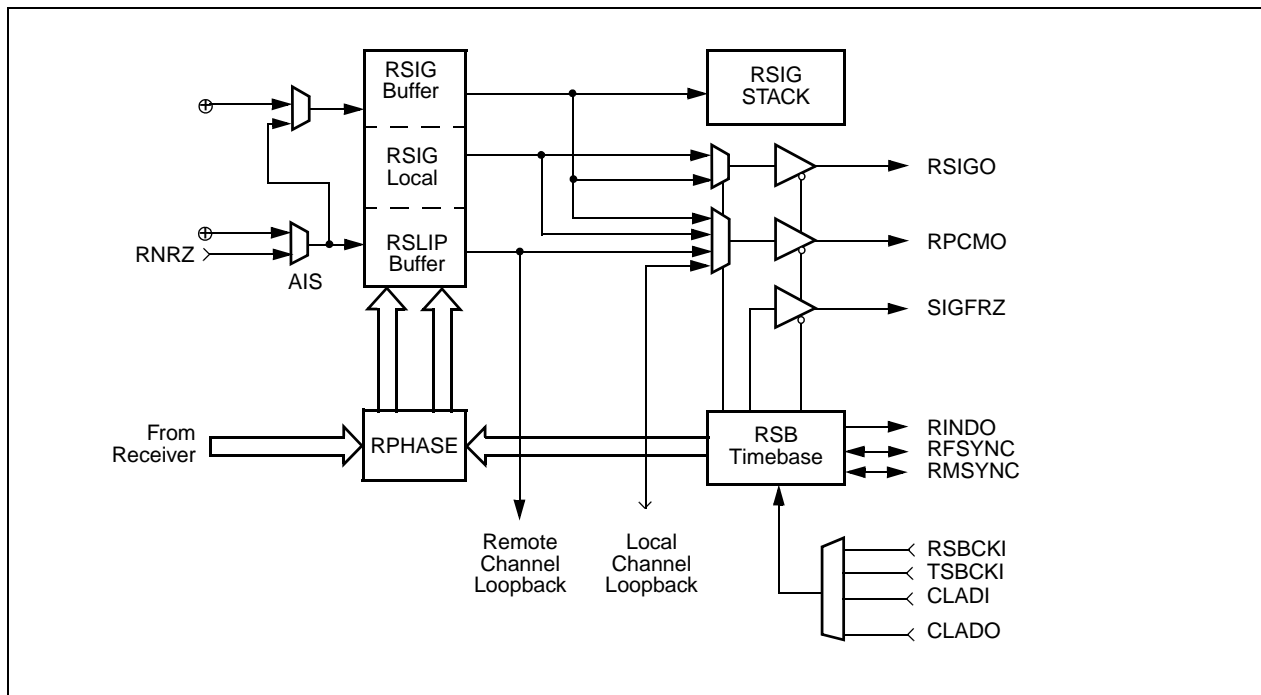 RSIG
Buffer
RSIG
STACK
RSIG
Local
RSIGO
RSLIP
Buffer
RNRZ
AIS
RPCMO
SIGFRZ
From
Receiver
RPHASE
RSB
Timebase
RINDO
RFSYNC
RMSYNC
Remote
Channel
Loopback
Local
Channel
Loopback
RSBCKI
TSBCKI
CLADI
CLADO